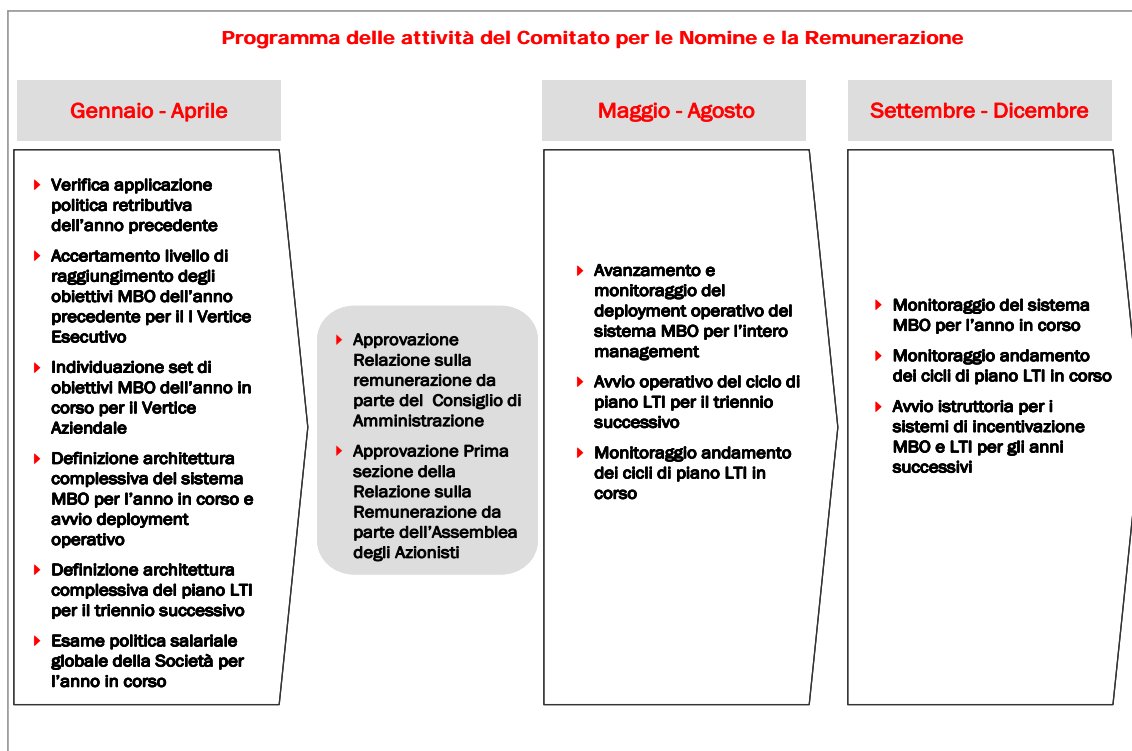 Programma delle attività del Comitato per le Nomine e la Remunerazione
Gennaio - Aprile
Verifica applicazione
politica retributiva
dell'anno precedente
Accertamento livello di
raggiungimento degli
obiettivi MBO dell'anno
precedente per il I Vertice
Esecutivo
Individuazione set di
obiettivi MBO dell'anno in
corso per il Vertice
Aziendale
Definizione architettura
complessiva del sistema
MBO per l'anno in corso e
avvio deployment
operativo
Definizione architettura
complessiva del piano LTI
per il triennio successivo
Esame politica salariale
globale della Società per
l'anno in corso
Approvazione
Relazione sulla
remunerazione da
parte del Consiglio di
Amministrazione
Approvazione Prima
sezione della
Relazione sulla
Remunerazione da
parte dell'Assemblea
degli Azionisti
Maggio - Agosto
Avanzamento e
monitoraggio del
deployment operativo del
sistema MBO per l'intero
management
Avvio operativo del ciclo di
piano LTI per il triennio
successivo
Monitoraggio andamento
dei cicli di piano LTI in
corso
Settembre - Dicembre
Monitoraggio del sistema
MBO per l'anno in corso
Monitoraggio andamento
dei cicli di piano LTI in corso
Avvio istruttoria per i
sistemi di incentivazione
MBO e LTI per gli anni
successivi